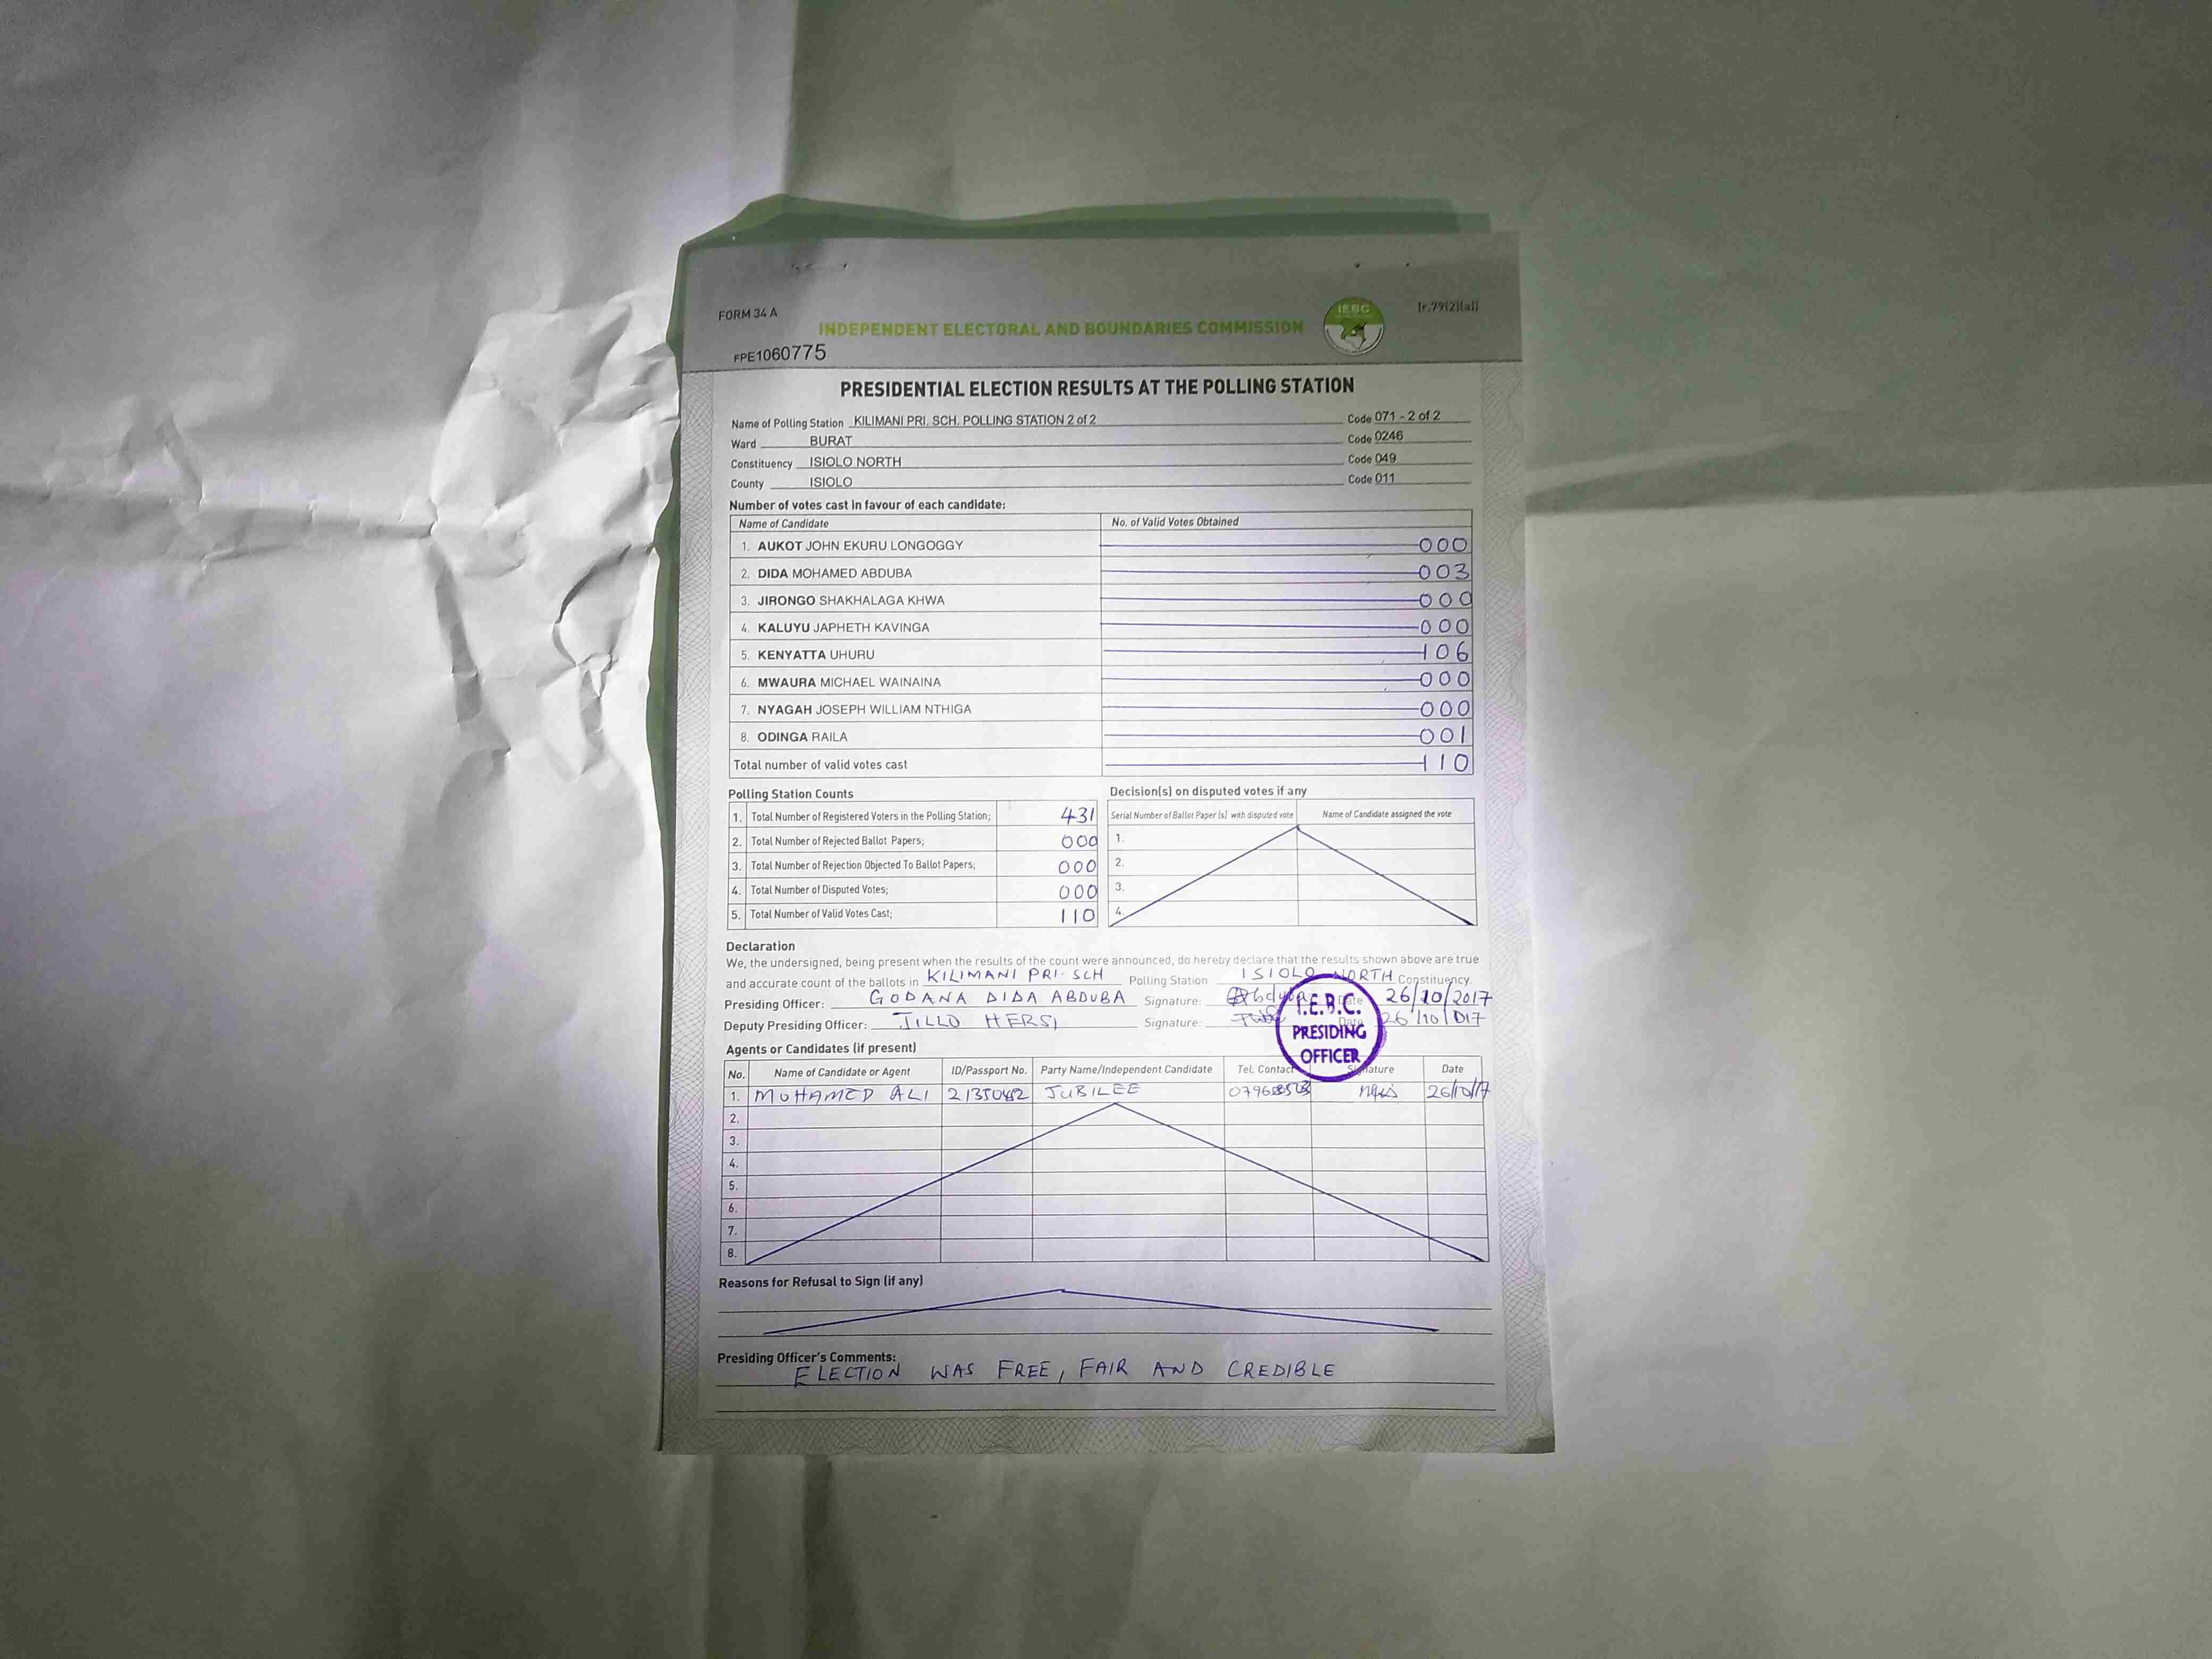 FORM 34 A
[r.79(2)(a)]
IEBC
INDEPENDENT ELECTORAL AND BOUNDARIES COMMISSION
FPE1060775
PRESIDENTIAL ELECTION RESULTS AT THE POLLING STATION
Name of Polling Station KILIMANI PRI. SCH. POLLING STATION 2 of 2 Code 071 - 2 of 2
Ward BURAT Code 0246
Constituency ISIOLO NORTH Code 049
County ISIOLO Code 011
Number of votes cast in favour of each candidate:
Name of Candidate No. of Valid Votes Obtained
1. AUKOT JOHN EKURU LONGOGGY 000
2. DIDA MOHAMED ABDUBA 003
3. JIRONGO SHAKHALAGA KHWA 000
4. KALUYU JAPHETH KAVINGA 000
5. KENYATTA UHURU 106
6. MWAURA MICHAEL WAINAINA 000
7. NYAGAH JOSEPH WILLIAM NTHIGA 000
8. ODINGA RAILA 001
Total number of valid votes cast 110
Polling Station Counts
1. Total Number of Registered Voters in the Polling Station; 431
2. Total Number of Rejected Ballot Papers; 000
3. Total Number of Rejection Objected To Ballot Papers; 000
4. Total Number of Disputed Votes; 000
5. Total Number of Valid Votes Cast; 110
Decision(s) on disputed votes if any
Serial Number of Ballot Paper (s) with disputed vote Name of Candidate assigned the vote
1.
2.
3.
4.
Declaration
We, the undersigned, being present when the results of the count were announced, do hereby declare that the results shown above are true
and accurate count of the ballots in KILIMANI PRI. SCH Polling Station ISIOLO NORTH Constituency
Presiding Officer: GODANA DIDA ABDUBA Signature: Date 26/10/2017
Deputy Presiding Officer: JILLO HERSI Signature: Date 26/10/017
I.E.B.C.
PRESIDING
OFFICER
Agents or Candidates (if present)
No. Name of Candidate or Agent ID/Passport No. Party Name/Independent Candidate Tel. Contact Signature Date
1. MOHAMED ALI JUBILEE 26/10/17
2.
3.
4.
5.
6.
7.
8.
Reasons for Refusal to Sign (if any)
Presiding Officer's Comments:
ELECTION WAS FREE, FAIR AND CREDIBLE